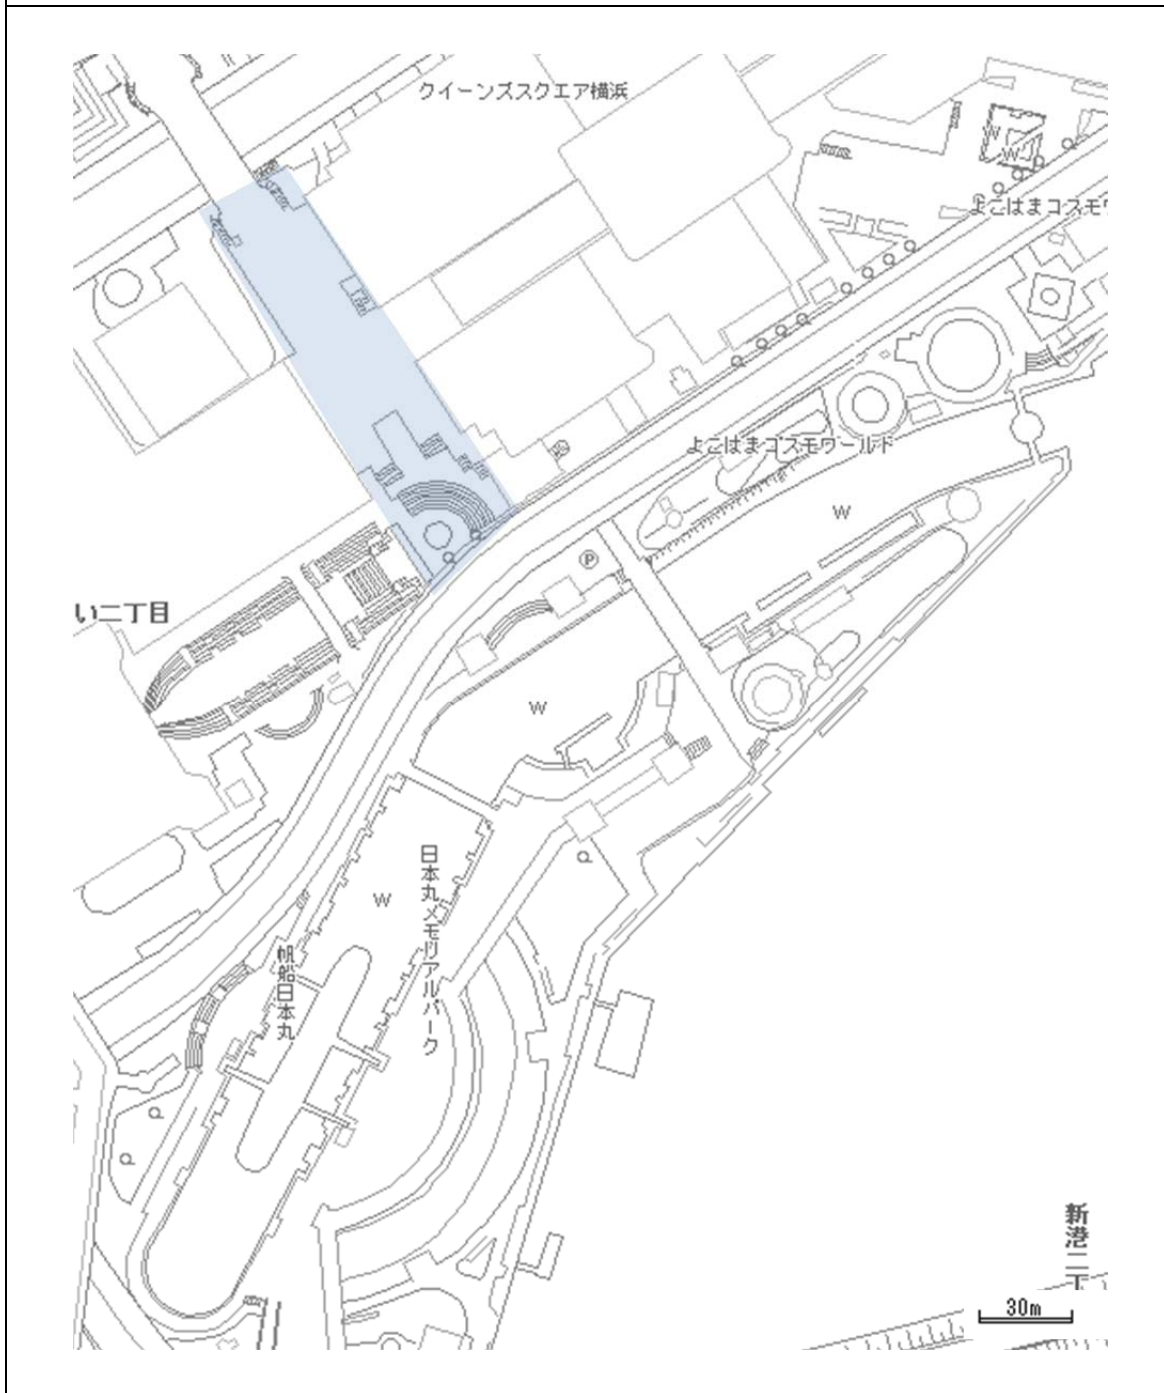 クイーンズスクエア横浜
W
W
よこはまコスモワ
よこはまコスモワールド
W
P
い二丁目
W
日本丸メモリアルパーク
W
帆船日本丸
新港二丁
30m